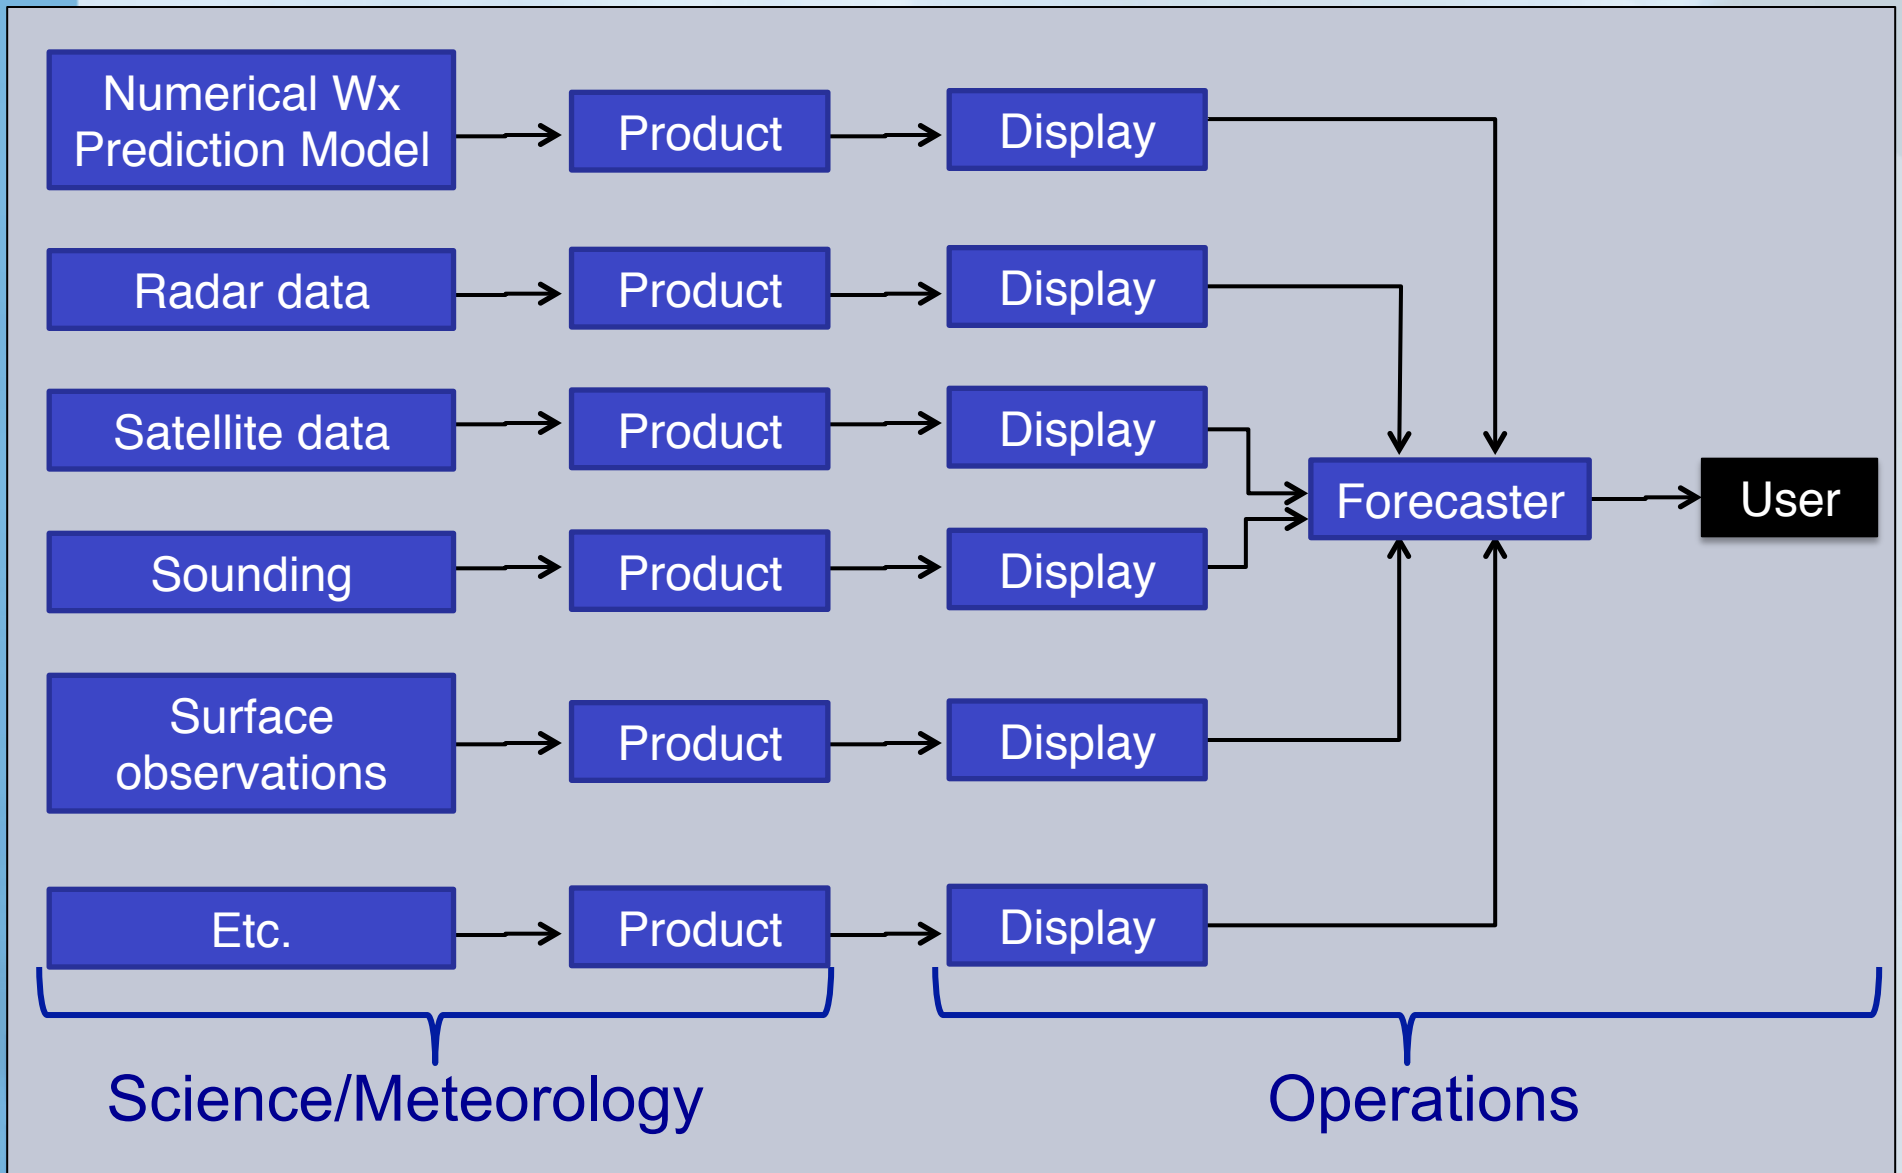 Numerical Wx
Prediction Model
Product
Display
Radar data
Product
Display
Satellite data
Product
Display
Sounding
Product
Display
Forecaster
User
Surface
observations
Product
Display
Etc.
Product
Display
Science/Meteorology
Operations